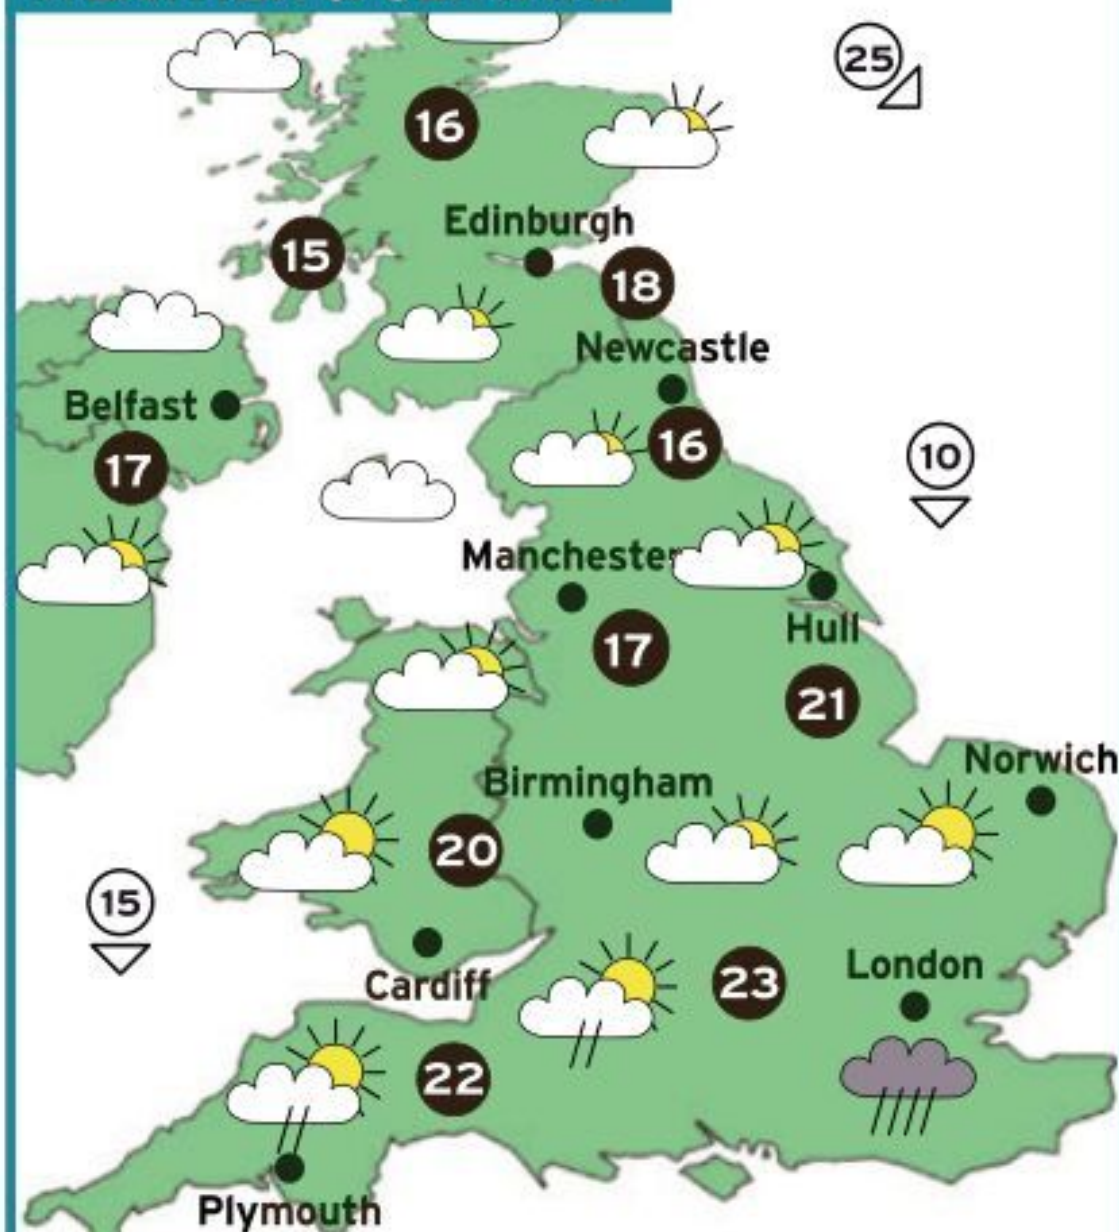 25
16
Edinburgh
15
18
Newcastle
Belfast
16
17
10
Manchester
Hull
17
21
Norwich
Birmingham
20
15
London
Cardiff
23
22
Plymouth